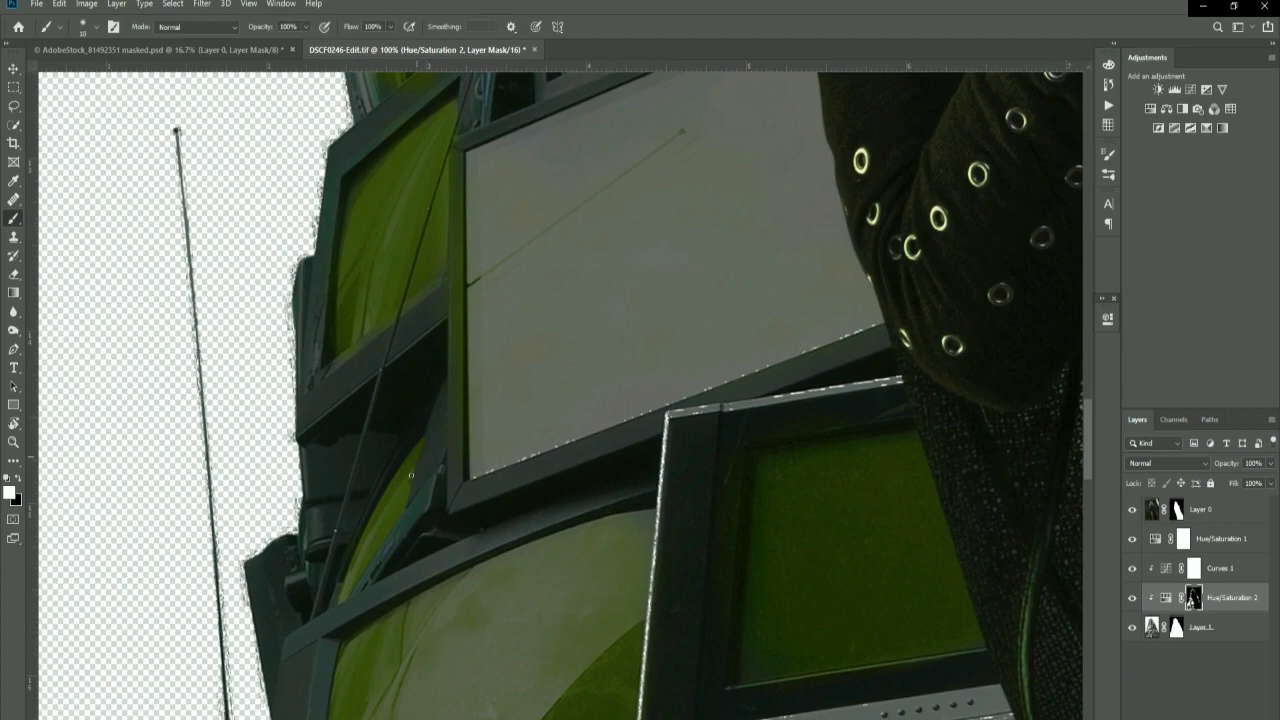 Ps File Edit Image Layer Type Select Filter 3D View Window Help
10 Mode: Normal Opacity: 100% Flow: 100% Smoothing:
© AdobeStock_81492351 masked.psd @ 16.7% (Layer 0, Layer Mask/8) * × DSCF0246-Edit.tif @ 100% (Hue/Saturation 2, Layer Mask/16) * ×
Adjustments
Add an adjustment
Layers Channels Paths
Kind
Normal Opacity: 100%
Lock: Fill: 100%
Layer 0
Hue/Saturation 1
Curves 1
Hue/Saturation 2
Layer 1